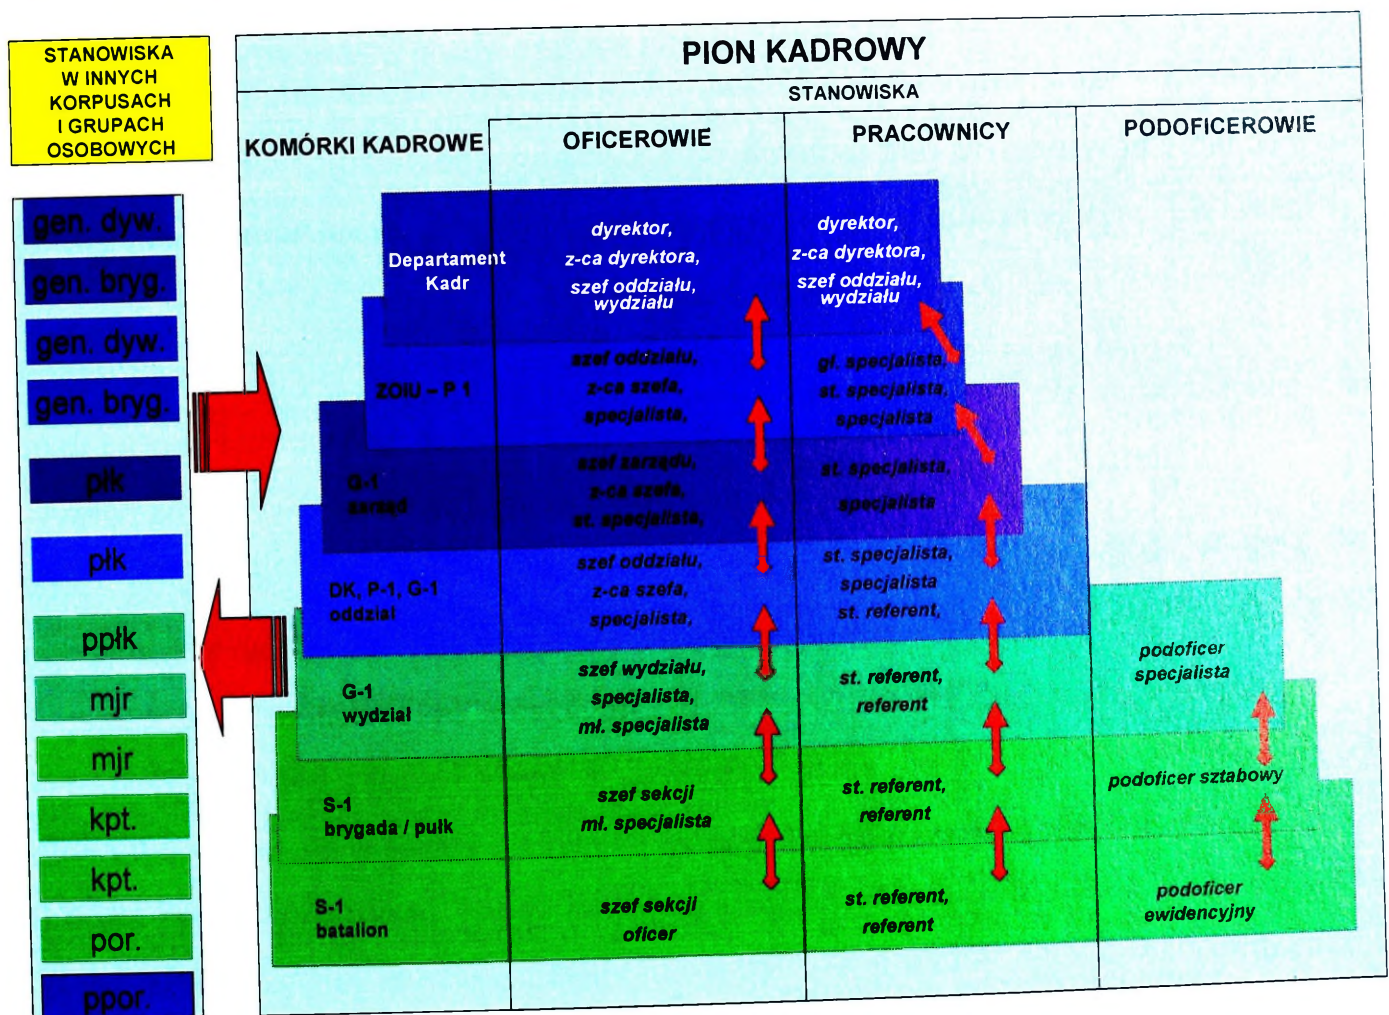 STANOWISKA
W INNYCH
KORPUSACH
I GRUPACH
OSOBOWYCH
gen. dyw.
gen. bryg.
gen. dyw.
gen. bryg.
płk
płk
ppłk
mjr
mjr
kpt.
kpt.
por.
ppor.
PION KADROWY
STANOWISKA
KOMÓRKI KADROWE
OFICEROWIE
PRACOWNICY
PODOFICEROWIE
Departament
Kadr
dyrektor,
z-ca dyrektora,
szef oddziału,
wydziału
dyrektor,
z-ca dyrektora,
szef oddziału,
wydziału
ZOIU – P 1
szef oddziału,
z-ca szefa,
specjalista,
gł. specjalista,
st. specjalista,
specjalista
G-1
zarząd
szef zarządu,
z-ca szefa,
st. specjalista,
st. specjalista,
specjalista
DK, P-1, G-1
oddział
szef oddziału,
z-ca szefa,
specjalista,
st. specjalista,
specjalista
st. referent,
G-1
wydział
szef wydziału,
specjalista,
mł. specjalista
st. referent,
referent
podoficer
specjalista
S-1
brygada / pułk
szef sekcji
mł. specjalista
st. referent,
referent
podoficer sztabowy
S-1
batalion
szef sekcji
oficer
st. referent,
referent
podoficer
ewidencyjny